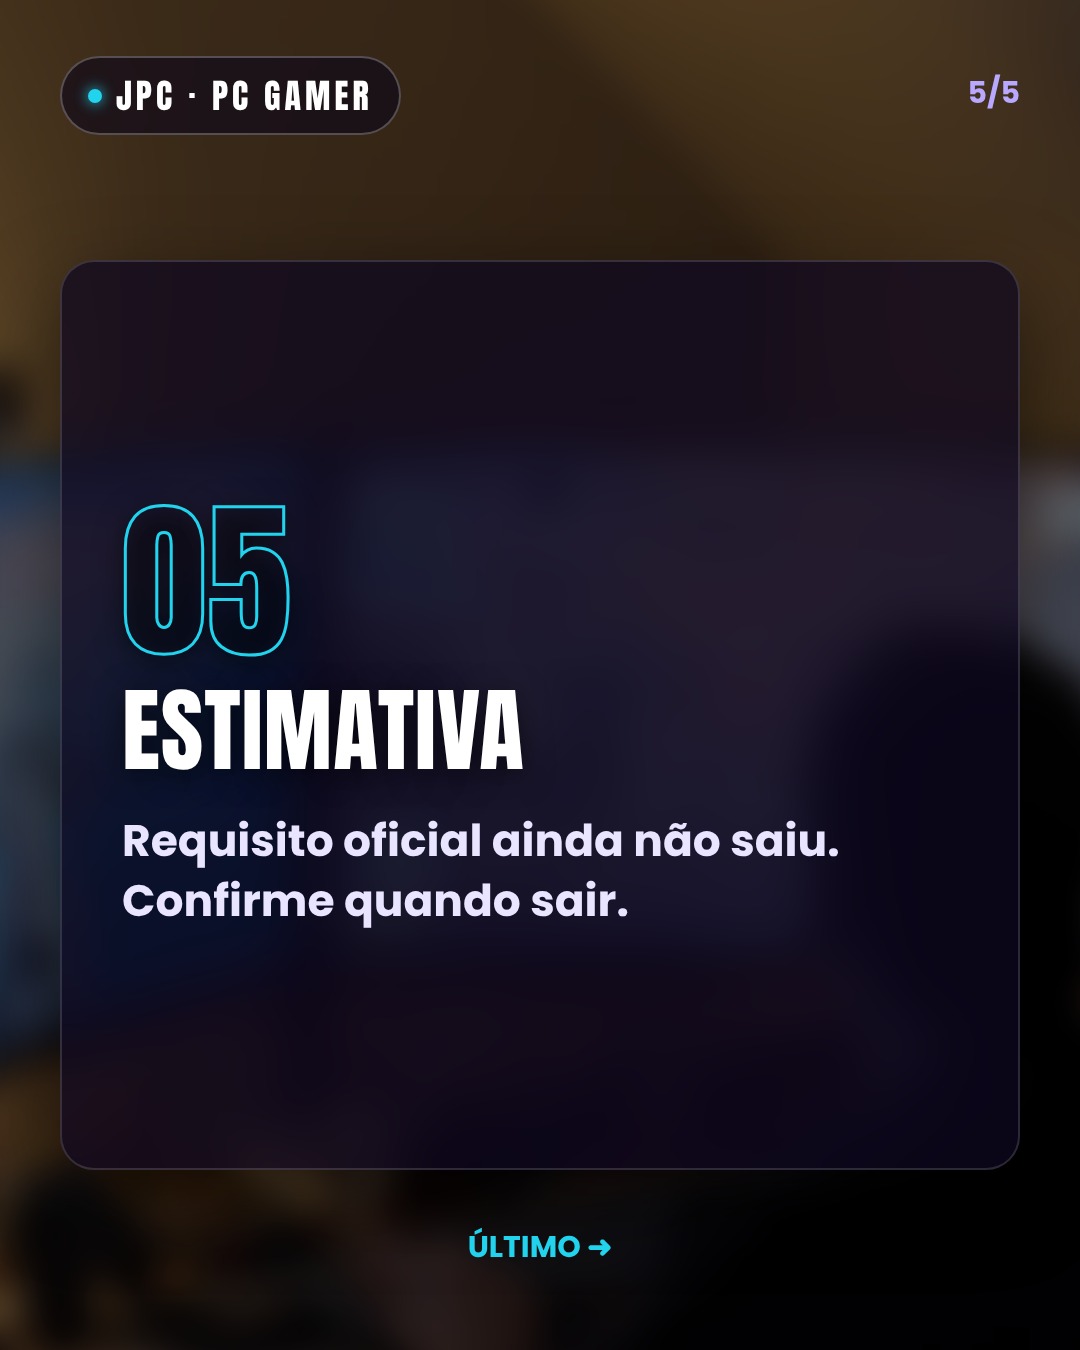 JPC · PC GAMER
5/5
05
ESTIMATIVA
Requisito oficial ainda não saiu.
Confirme quando sair.
ÚLTIMO ➜